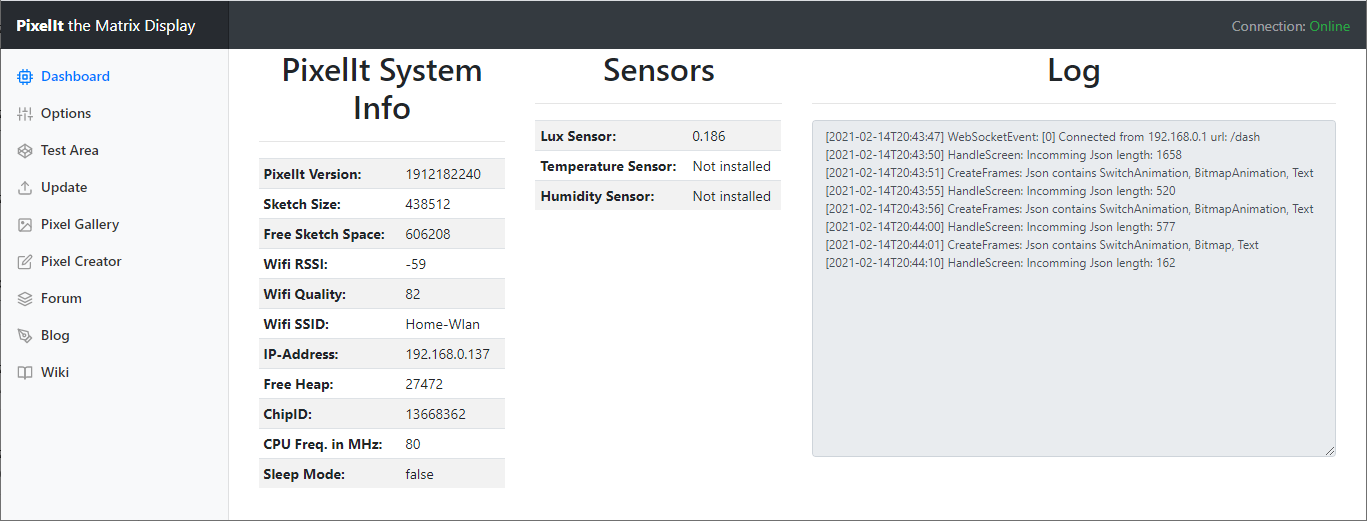 PixelIt the Matrix Display
Connection: Online
Dashboard
Options
Test Area
Update
Pixel Gallery
Pixel Creator
Forum
Blog
Wiki
PixelIt System
Info
PixelIt Version: 1912182240
Sketch Size: 438512
Free Sketch Space: 606208
Wifi RSSI: -59
Wifi Quality: 82
Wifi SSID: Home-Wlan
IP-Address: 192.168.0.137
Free Heap: 27472
ChipID: 13668362
CPU Freq. in MHz: 80
Sleep Mode: false
Sensors
Lux Sensor: 0.186
Temperature Sensor: Not installed
Humidity Sensor: Not installed
Log
[2021-02-14T20:43:47] WebSocketEvent: [0] Connected from 192.168.0.1 url: /dash
[2021-02-14T20:43:50] HandleScreen: Incomming Json length: 1658
[2021-02-14T20:43:51] CreateFrames: Json contains SwitchAnimation, BitmapAnimation, Text
[2021-02-14T20:43:55] HandleScreen: Incomming Json length: 520
[2021-02-14T20:43:56] CreateFrames: Json contains SwitchAnimation, BitmapAnimation, Text
[2021-02-14T20:44:00] HandleScreen: Incomming Json length: 577
[2021-02-14T20:44:01] CreateFrames: Json contains SwitchAnimation, Bitmap, Text
[2021-02-14T20:44:10] HandleScreen: Incomming Json length: 162